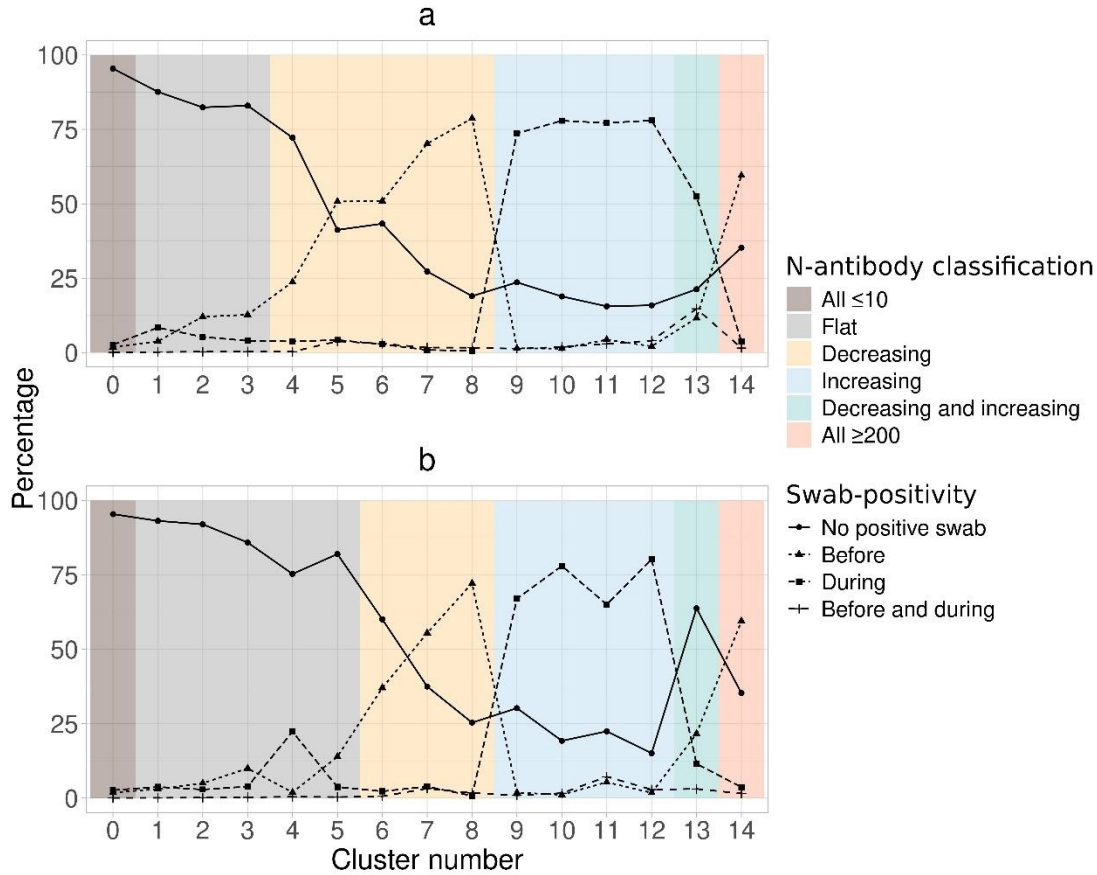 a
100
75
50
25
0
0 1 2 3 4 5 6 7 8 9 10 11 12 13 14
Percentage
b
100
75
50
25
0
0 1 2 3 4 5 6 7 8 9 10 11 12 13 14
Cluster number
N-antibody classification
All ≤10
Flat
Decreasing
Increasing
Decreasing and increasing
All ≥200
Swab-positivity
No positive swab
Before
During
Before and during